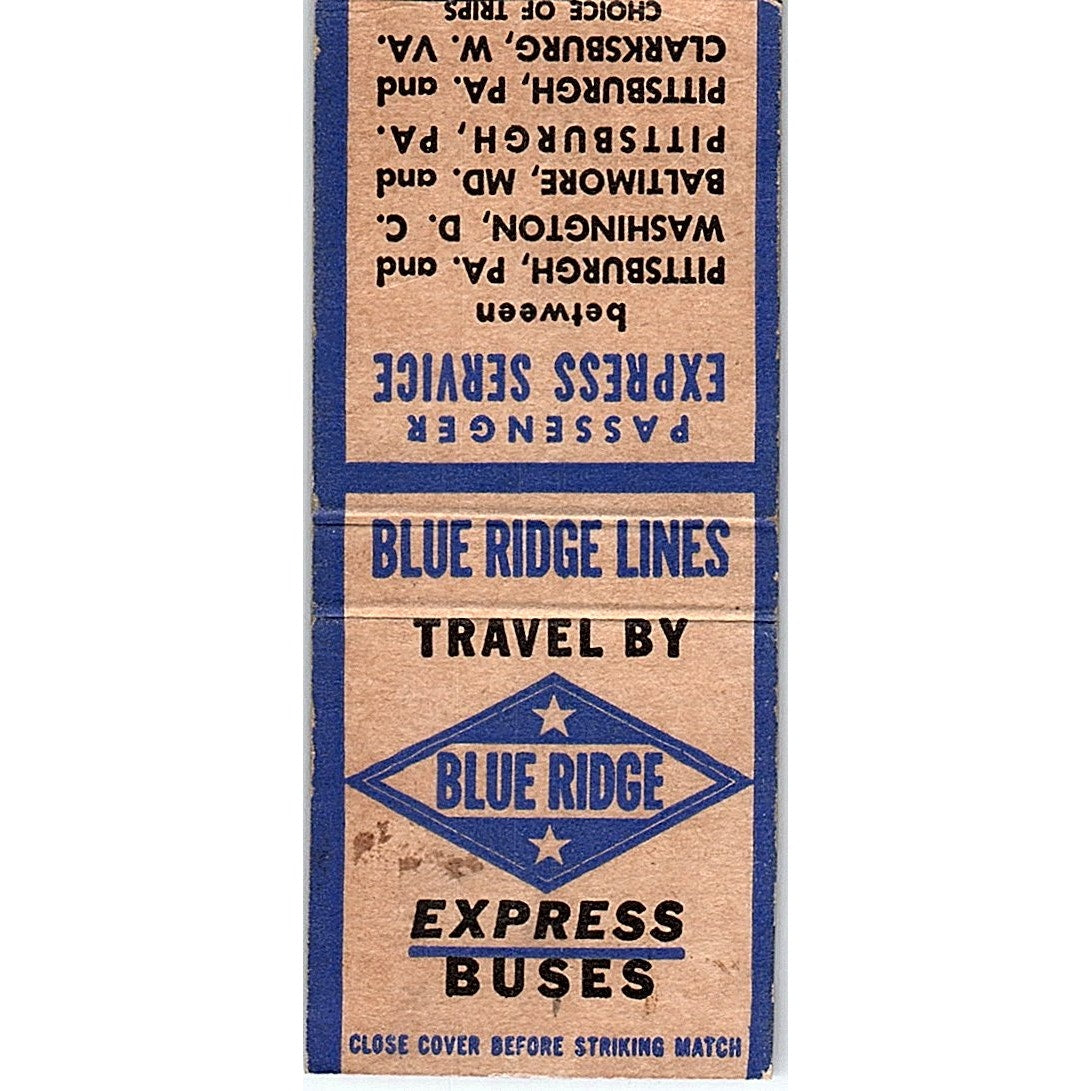 BLUE RIDGE LINES
TRAVEL BY
BLUE RIDGE
EXPRESS
BUSES
CLOSE COVER BEFORE STRIKING MATCH
PASSENGER
EXPRESS SERVICE
between
PITTSBURGH, PA. and
WASHINGTON, D. C.
BALTIMORE, MD. and
PITTSBURGH, PA.
PITTSBURGH, PA. and
CLARKSBURG, W. VA.
CHOICE OF TRIPS